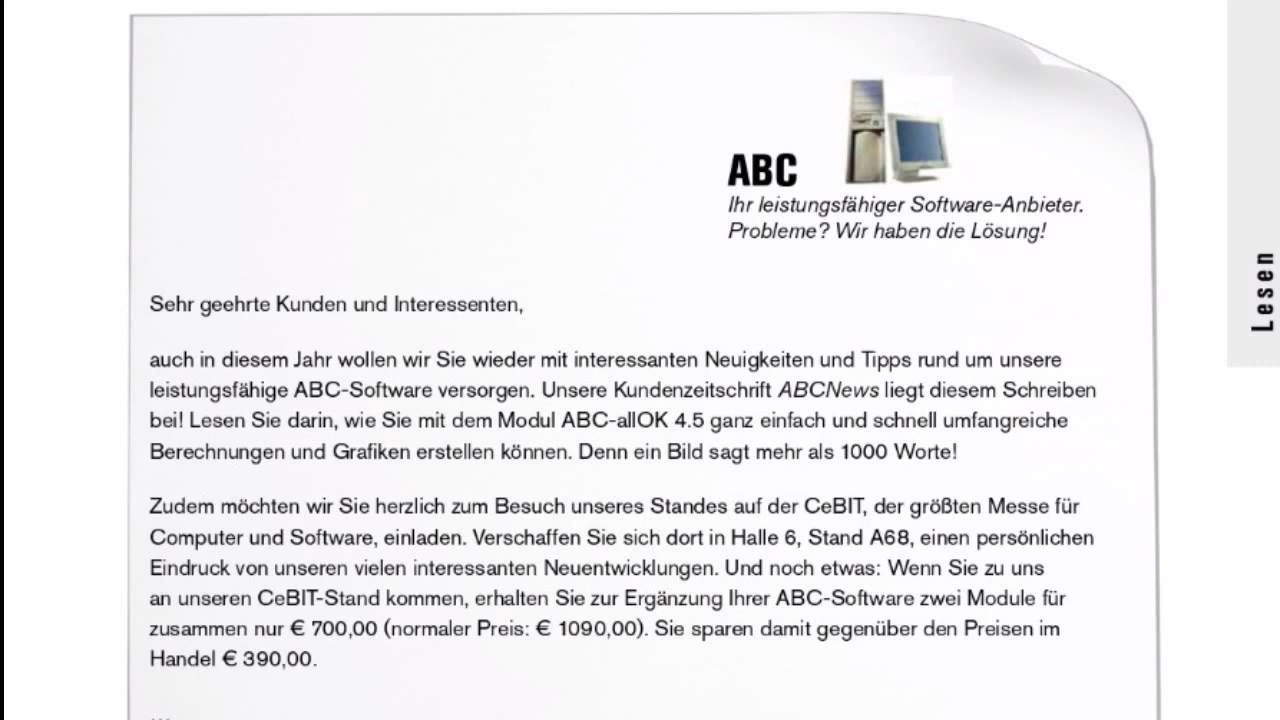 ABC
Ihr leistungsfähiger Software-Anbieter.
Probleme? Wir haben die Lösung!
Sehr geehrte Kunden und Interessenten,
auch in diesem Jahr wollen wir Sie wieder mit interessanten Neuigkeiten und Tipps rund um unsere
leistungsfähige ABC-Software versorgen. Unsere Kundenzeitschrift ABCNews liegt diesem Schreiben
bei! Lesen Sie darin, wie Sie mit dem Modul ABC-allOK 4.5 ganz einfach und schnell umfangreiche
Berechnungen und Grafiken erstellen können. Denn ein Bild sagt mehr als 1000 Worte!
Zudem möchten wir Sie herzlich zum Besuch unseres Standes auf der CeBIT, der größten Messe für
Computer und Software, einladen. Verschaffen Sie sich dort in Halle 6, Stand A68, einen persönlichen
Eindruck von unseren vielen interessanten Neuentwicklungen. Und noch etwas: Wenn Sie zu uns
an unseren CeBIT-Stand kommen, erhalten Sie zur Ergänzung Ihrer ABC-Software zwei Module für
zusammen nur € 700,00 (normaler Preis: € 1090,00). Sie sparen damit gegenüber den Preisen im
Handel € 390,00.
...
Lesen